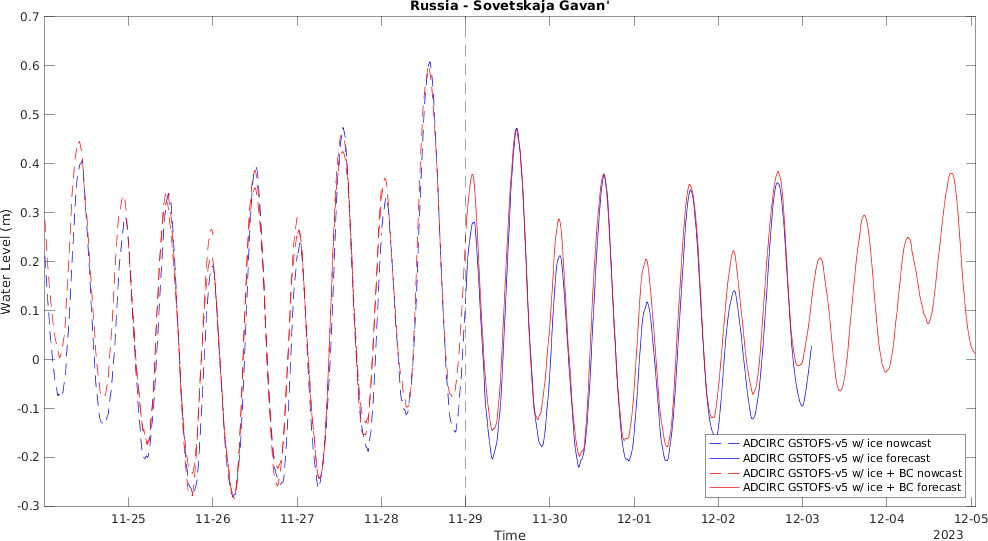 Russia - Sovetskaja Gavan'
Water Level (m)
0.7
0.6
0.5
0.4
0.3
0.2
0.1
0
-0.1
-0.2
-0.3
ADCIRC GSTOFS-v5 w/ ice nowcast
ADCIRC GSTOFS-v5 w/ ice forecast
ADCIRC GSTOFS-v5 w/ ice + BC nowcast
ADCIRC GSTOFS-v5 w/ ice + BC forecast
11-25 11-26 11-27 11-28 11-29 11-30 12-01 12-02 12-03 12-04 12-05
Time
2023